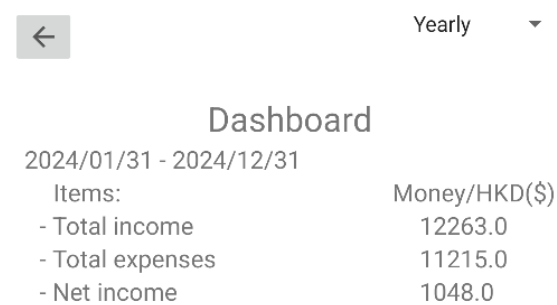 Yearly
Dashboard
2024/01/31 - 2024/12/31
Items: Money/HKD($)
- Total income 12263.0
- Total expenses 11215.0
- Net income 1048.0